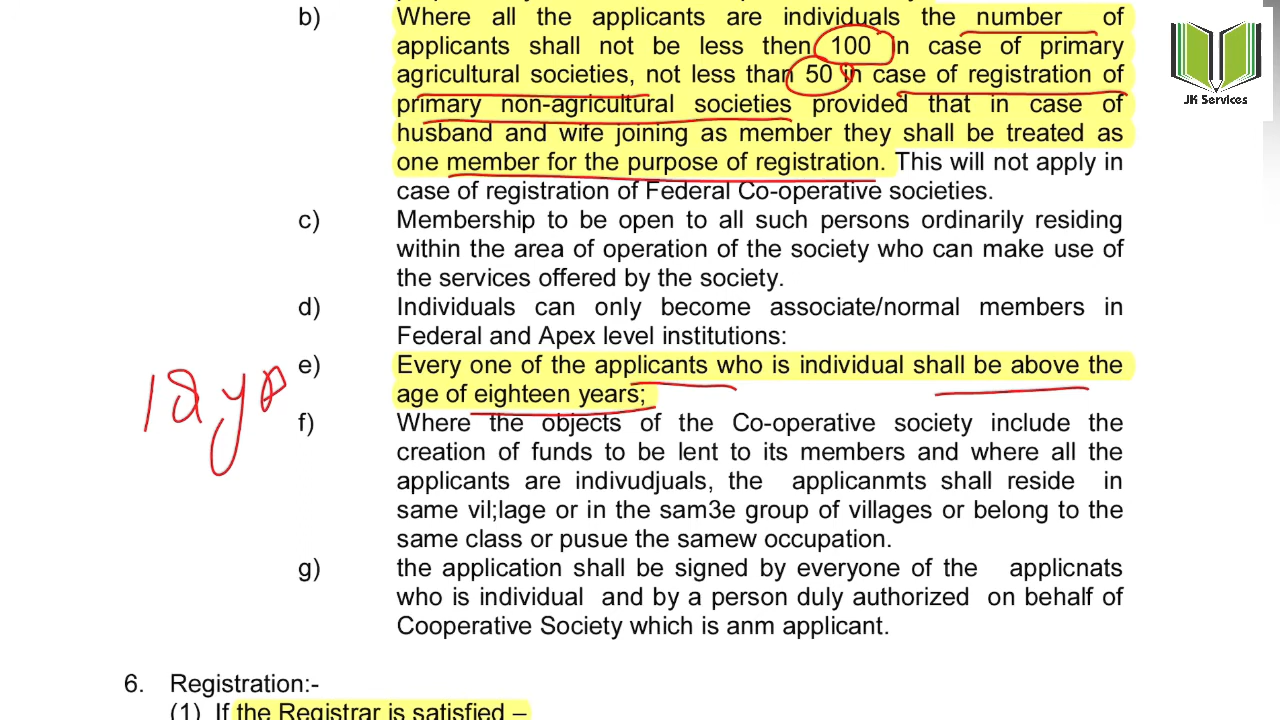 b) Where all the applicants are individuals the number of
applicants shall not be less then 100 in case of primary
agricultural societies, not less than 50 in case of registration of
primary non-agricultural societies provided that in case of
husband and wife joining as member they shall be treated as
one member for the purpose of registration. This will not apply in
case of registration of Federal Co-operative societies.
c) Membership to be open to all such persons ordinarily residing
within the area of operation of the society who can make use of
the services offered by the society.
d) Individuals can only become associate/normal members in
Federal and Apex level institutions:
e) Every one of the applicants who is individual shall be above the
age of eighteen years;
18 yr
f) Where the objects of the Co-operative society include the
creation of funds to be lent to its members and where all the
applicants are indivudjuals, the applicanmts shall reside in
same vil;lage or in the sam3e group of villages or belong to the
same class or pusue the samew occupation.
g) the application shall be signed by everyone of the applicnats
who is individual and by a person duly authorized on behalf of
Cooperative Society which is anm applicant.
6. Registration:-
(1) If the Registrar is satisfied –
JK Services